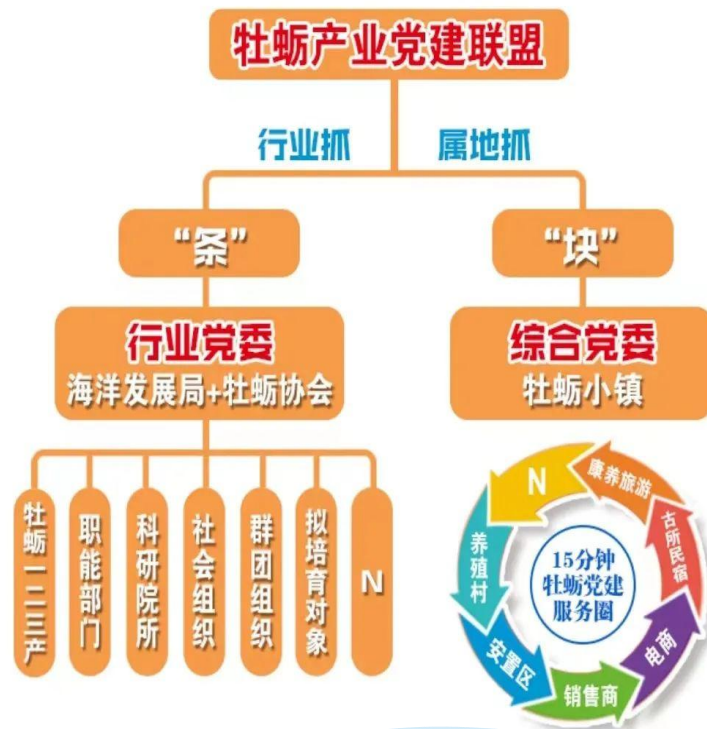 牡蛎产业党建联盟
行业抓
属地抓
“条”
“块”
行业党委
海洋发展局+牡蛎协会
综合党委
牡蛎小镇
牡蛎一二三产
职能部门
科研院所
社会组织
群团组织
拟培育对象
N
N
康养旅游
古所民宿
电商
销售商
安置区
养殖村
15分钟
牡蛎党建
服务圈